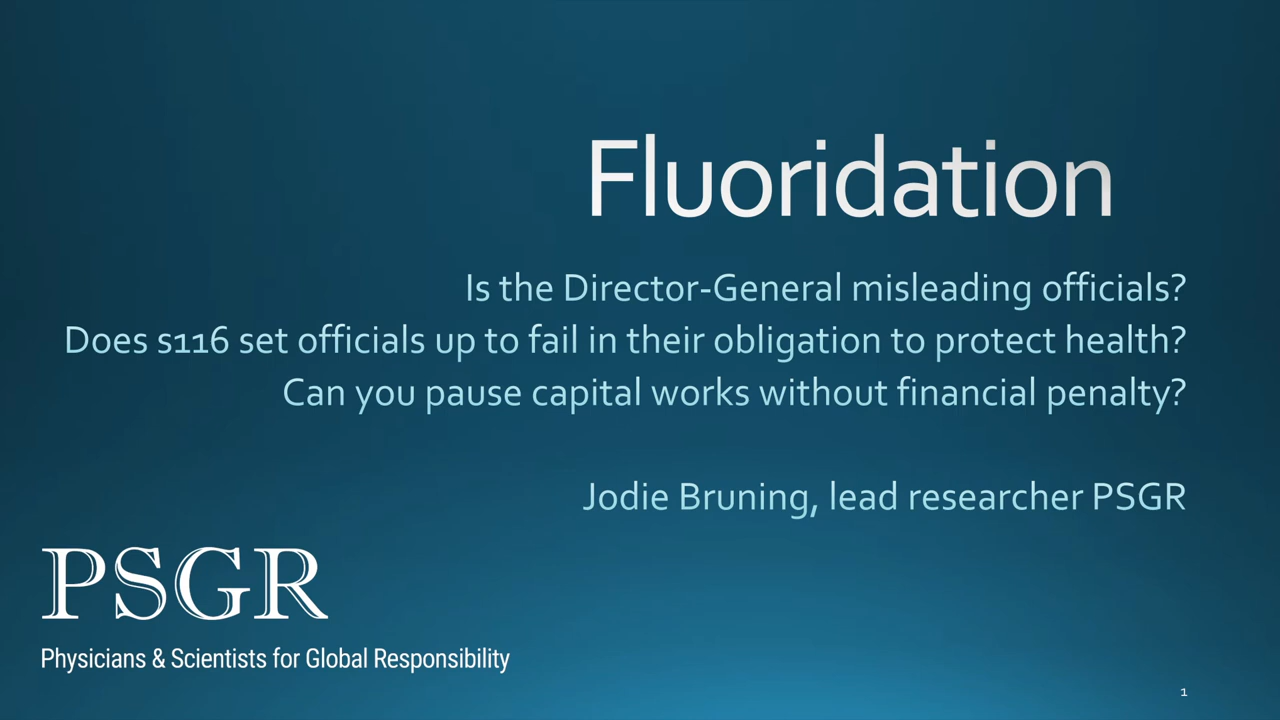 Fluoridation
Is the Director-General misleading officials?
Does s116 set officials up to fail in their obligation to protect health?
Can you pause capital works without financial penalty?
Jodie Bruning, lead researcher PSGR
PSGR
Physicians & Scientists for Global Responsibility
1